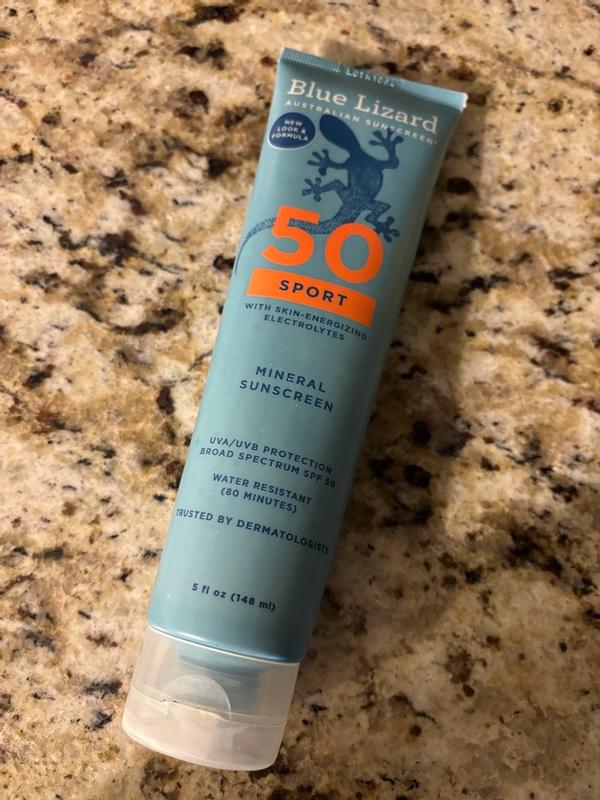 Blue Lizard
AUSTRALIAN SUNSCREEN
NEW
LOOK &
FORMULA
50
SPORT
WITH SKIN-ENERGIZING
ELECTROLYTES
MINERAL
SUNSCREEN
UVA/UVB PROTECTION
BROAD SPECTRUM SPF 50
WATER RESISTANT
(80 MINUTES)
TRUSTED BY DERMATOLOGISTS
5 fl oz (148 ml)